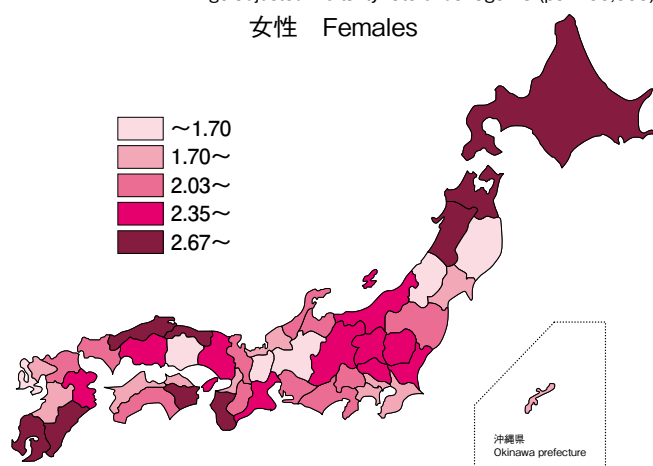 女性 Females
～1.70
1.70～
2.03～
2.35～
2.67～
沖縄県
Okinawa prefecture